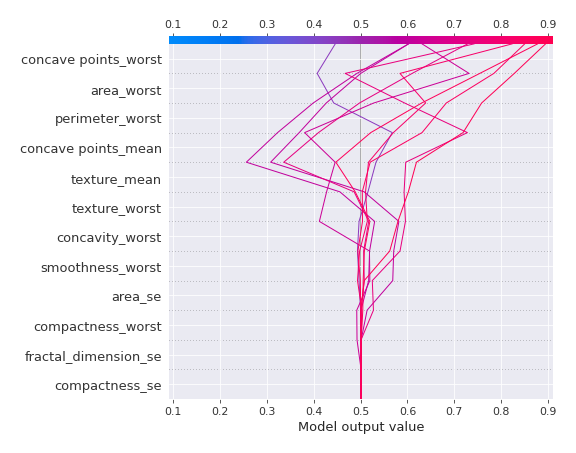 0.1 0.2 0.3 0.4 0.5 0.6 0.7 0.8 0.9
concave points_worst
area_worst
perimeter_worst
concave points_mean
texture_mean
texture_worst
concavity_worst
smoothness_worst
area_se
compactness_worst
fractal_dimension_se
compactness_se
0.1 0.2 0.3 0.4 0.5 0.6 0.7 0.8 0.9
Model output value